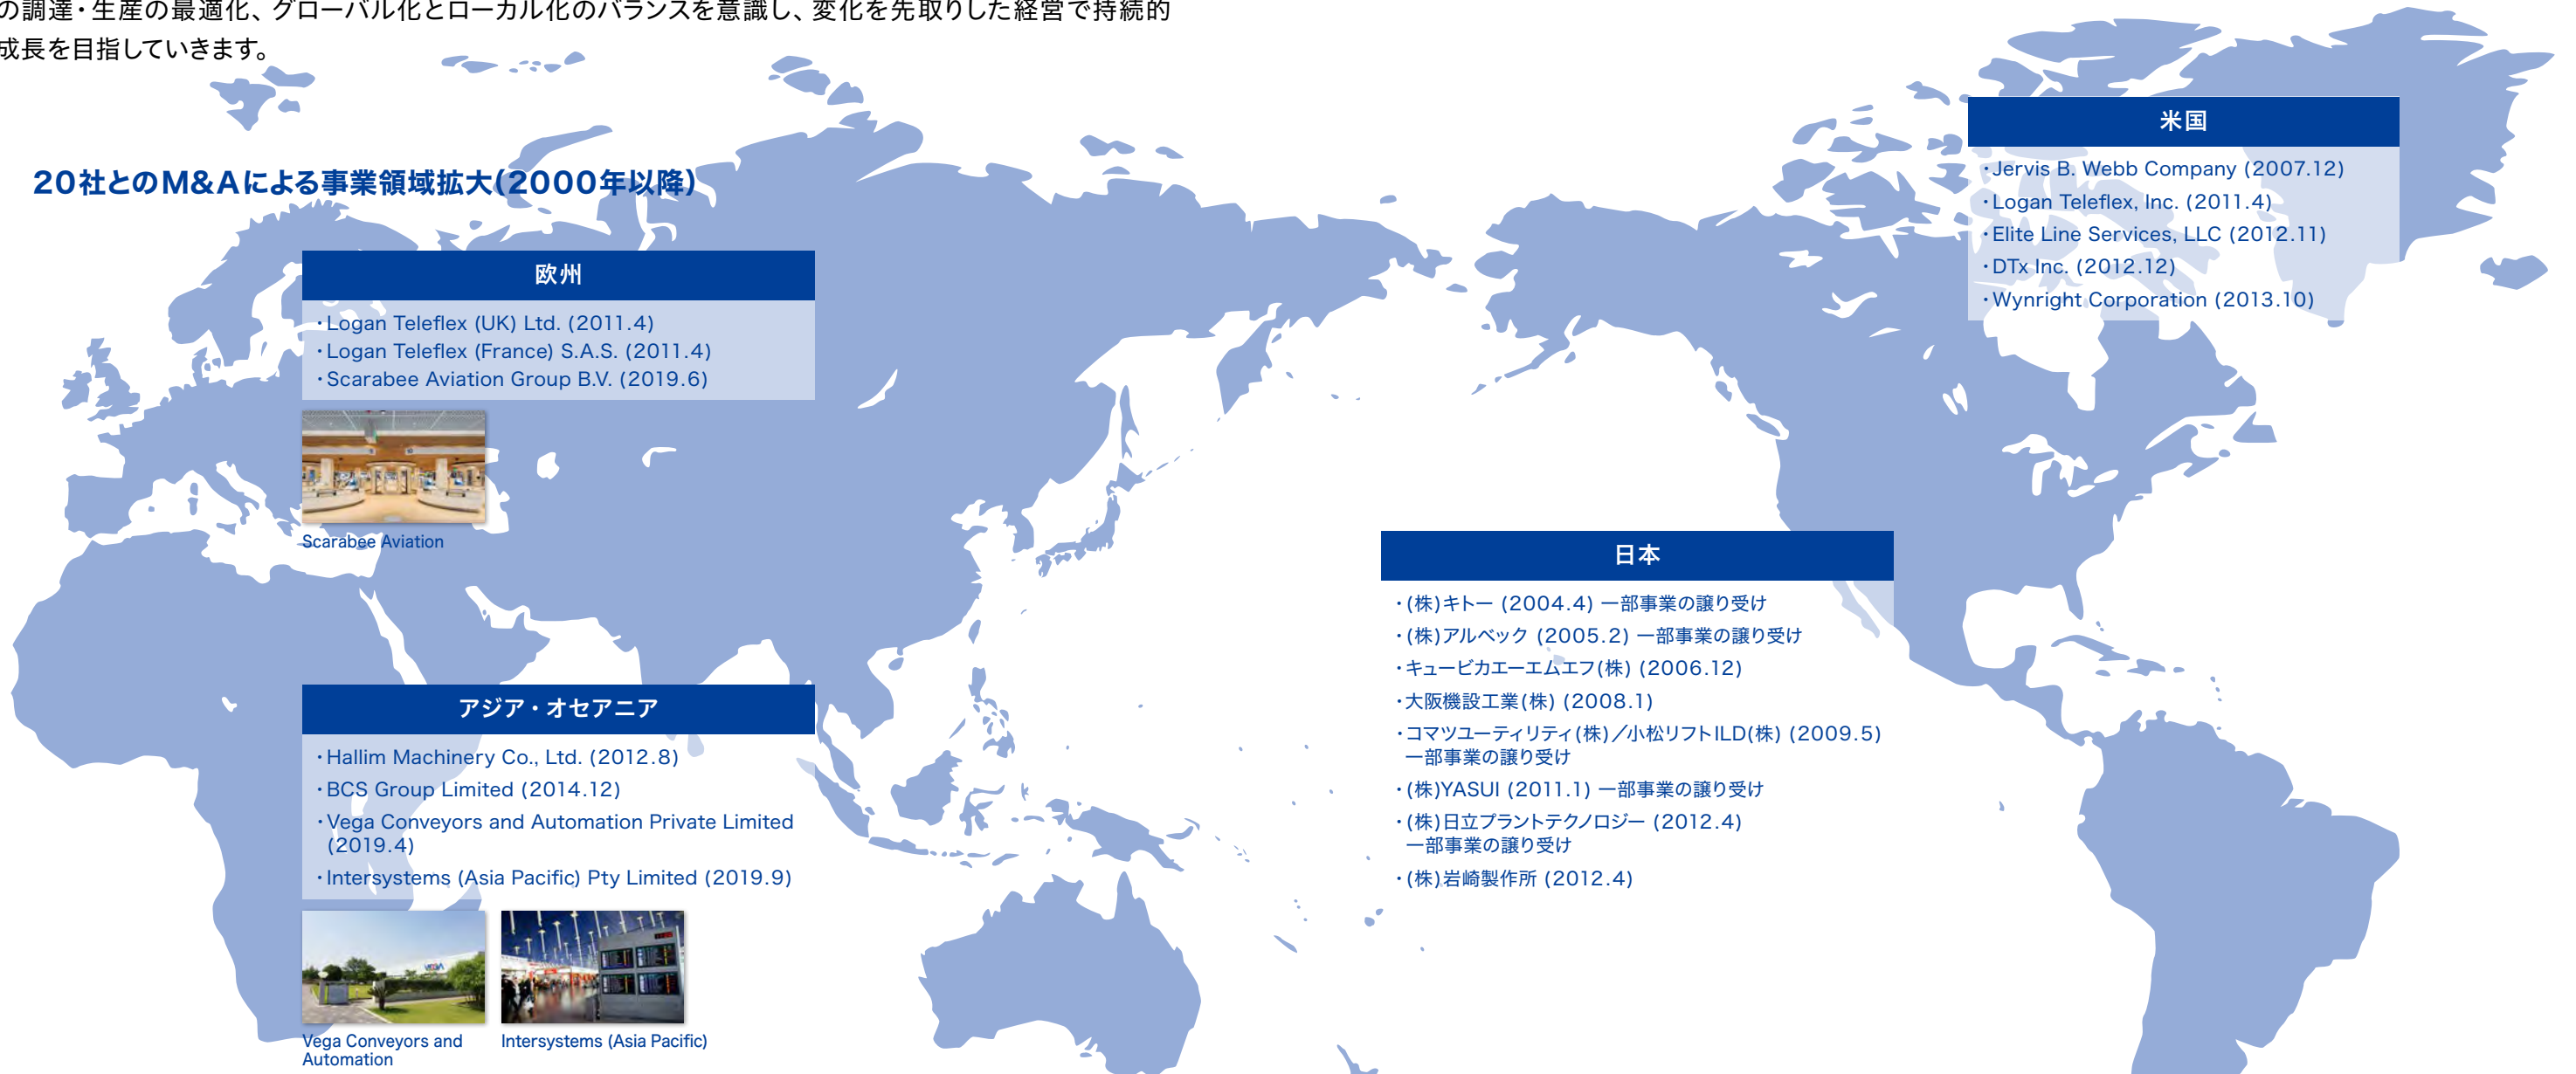 の調達・生産の最適化、グローバル化とローカル化のバランスを意識し、変化を先取りした経営で持続的
成長を目指していきます。
20社とのM&Aによる事業領域拡大(2000年以降)
米国
・Jervis B. Webb Company (2007.12)
・Logan Teleflex, Inc. (2011.4)
・Elite Line Services, LLC (2012.11)
・DTx Inc. (2012.12)
・Wynright Corporation (2013.10)
欧州
・Logan Teleflex (UK) Ltd. (2011.4)
・Logan Teleflex (France) S.A.S. (2011.4)
・Scarabee Aviation Group B.V. (2019.6)
Scarabee Aviation
日本
・(株)キトー (2004.4) 一部事業の譲り受け
・(株)アルベック (2005.2) 一部事業の譲り受け
・キュービカエーエムエフ(株) (2006.12)
・大阪機設工業(株) (2008.1)
・コマツユーティリティ(株)／小松リフトILD(株) (2009.5)
一部事業の譲り受け
・(株)YASUI (2011.1) 一部事業の譲り受け
・(株)日立プラントテクノロジー (2012.4)
一部事業の譲り受け
・(株)岩崎製作所 (2012.4)
アジア・オセアニア
・Hallim Machinery Co., Ltd. (2012.8)
・BCS Group Limited (2014.12)
・Vega Conveyors and Automation Private Limited
(2019.4)
・Intersystems (Asia Pacific) Pty Limited (2019.9)
VEGA
Vega Conveyors and
Automation
Intersystems (Asia Pacific)